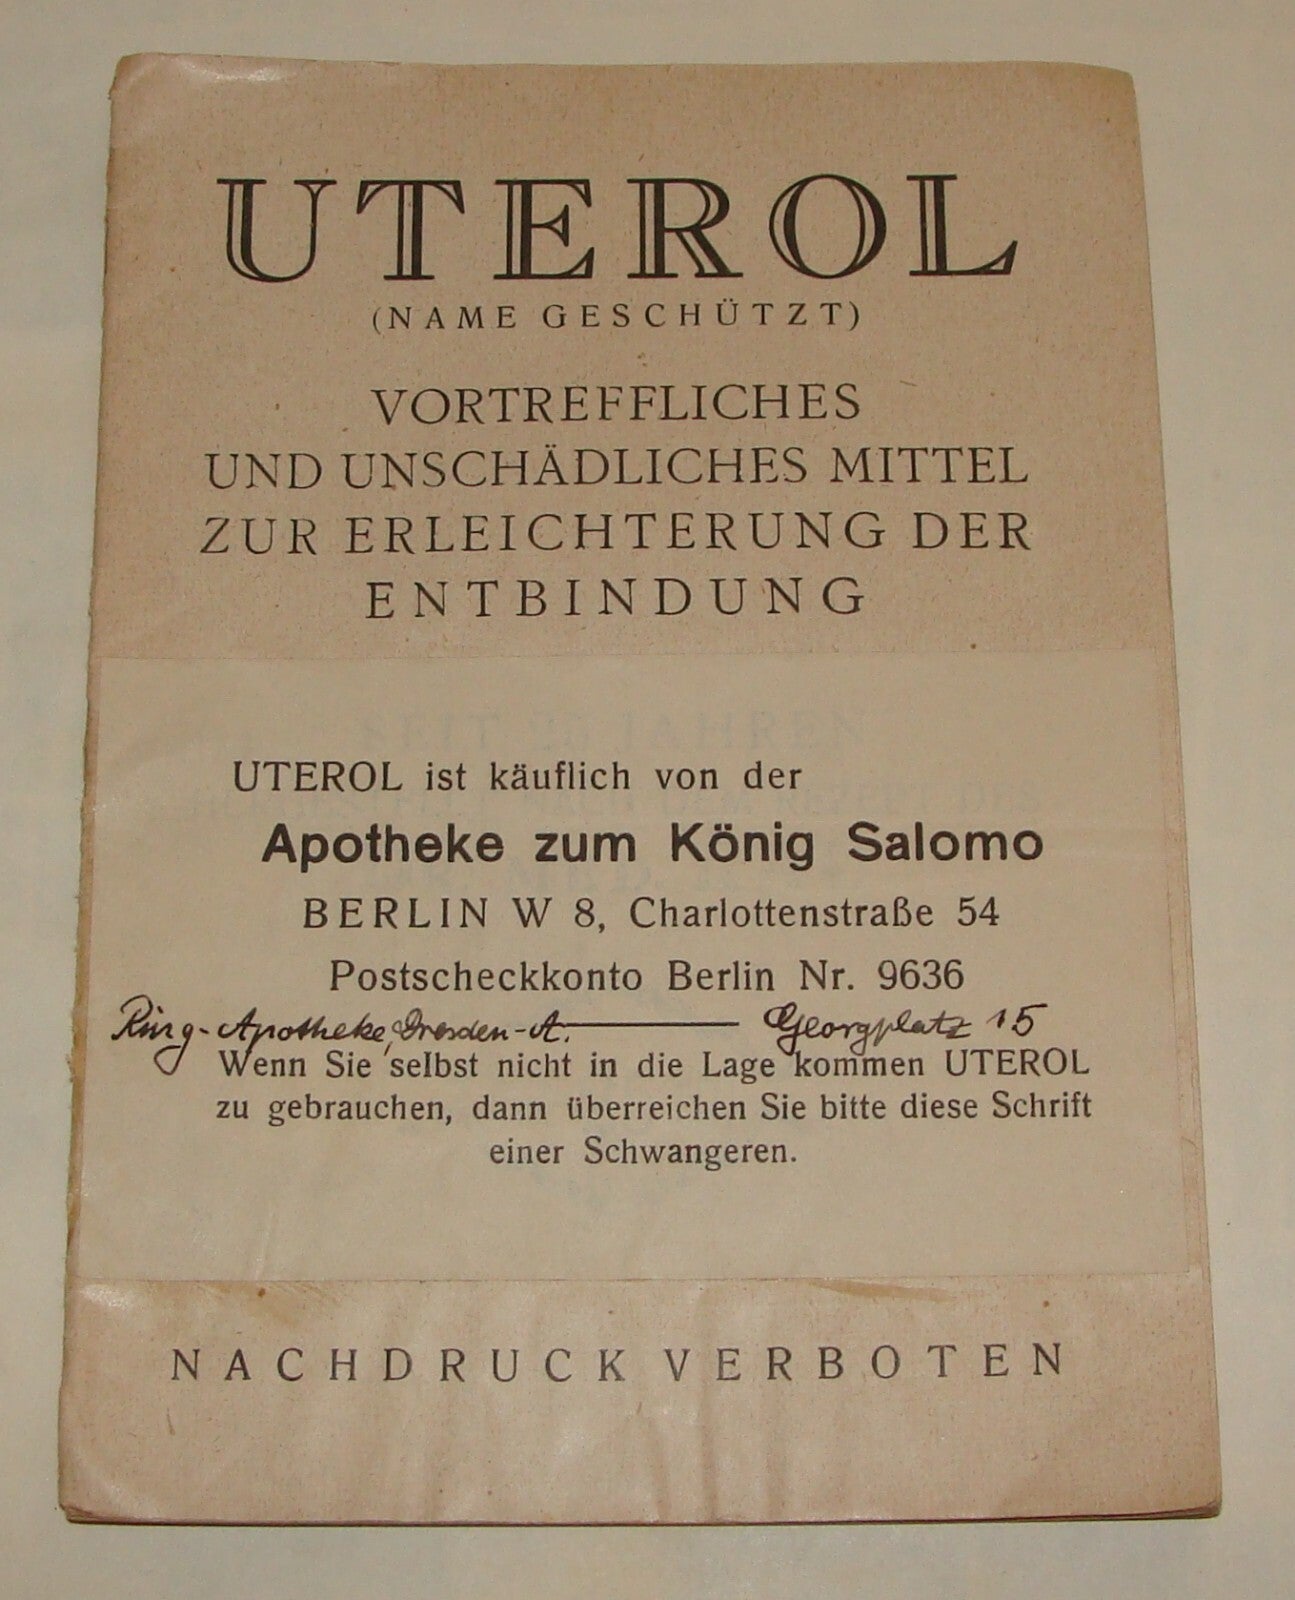 UTEROL
(NAME GESCHÜTZT)
VORTREFFLICHES
UND UNSCHÄDLICHES MITTEL
ZUR ERLEICHTERUNG DER
ENTBINDUNG
UTEROL ist käuflich von der
Apotheke zum König Salomo
BERLIN W 8, Charlottenstraße 54
Postscheckkonto Berlin Nr. 9636
Ring-Apotheke, Dresden-A. — Georgplatz 15
Wenn Sie selbst nicht in die Lage kommen UTEROL
zu gebrauchen, dann überreichen Sie bitte diese Schrift
einer Schwangeren.
NACHDRUCK VERBOTEN